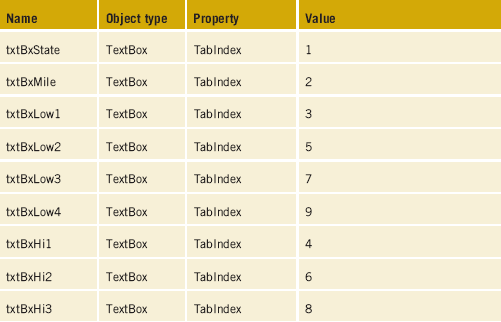 Name Object type Property Value
txtBxState TextBox TabIndex 1
txtBxMile TextBox TabIndex 2
txtBxLow1 TextBox TabIndex 3
txtBxLow2 TextBox TabIndex 5
txtBxLow3 TextBox TabIndex 7
txtBxLow4 TextBox TabIndex 9
txtBxHi1 TextBox TabIndex 4
txtBxHi2 TextBox TabIndex 6
txtBxHi3 TextBox TabIndex 8